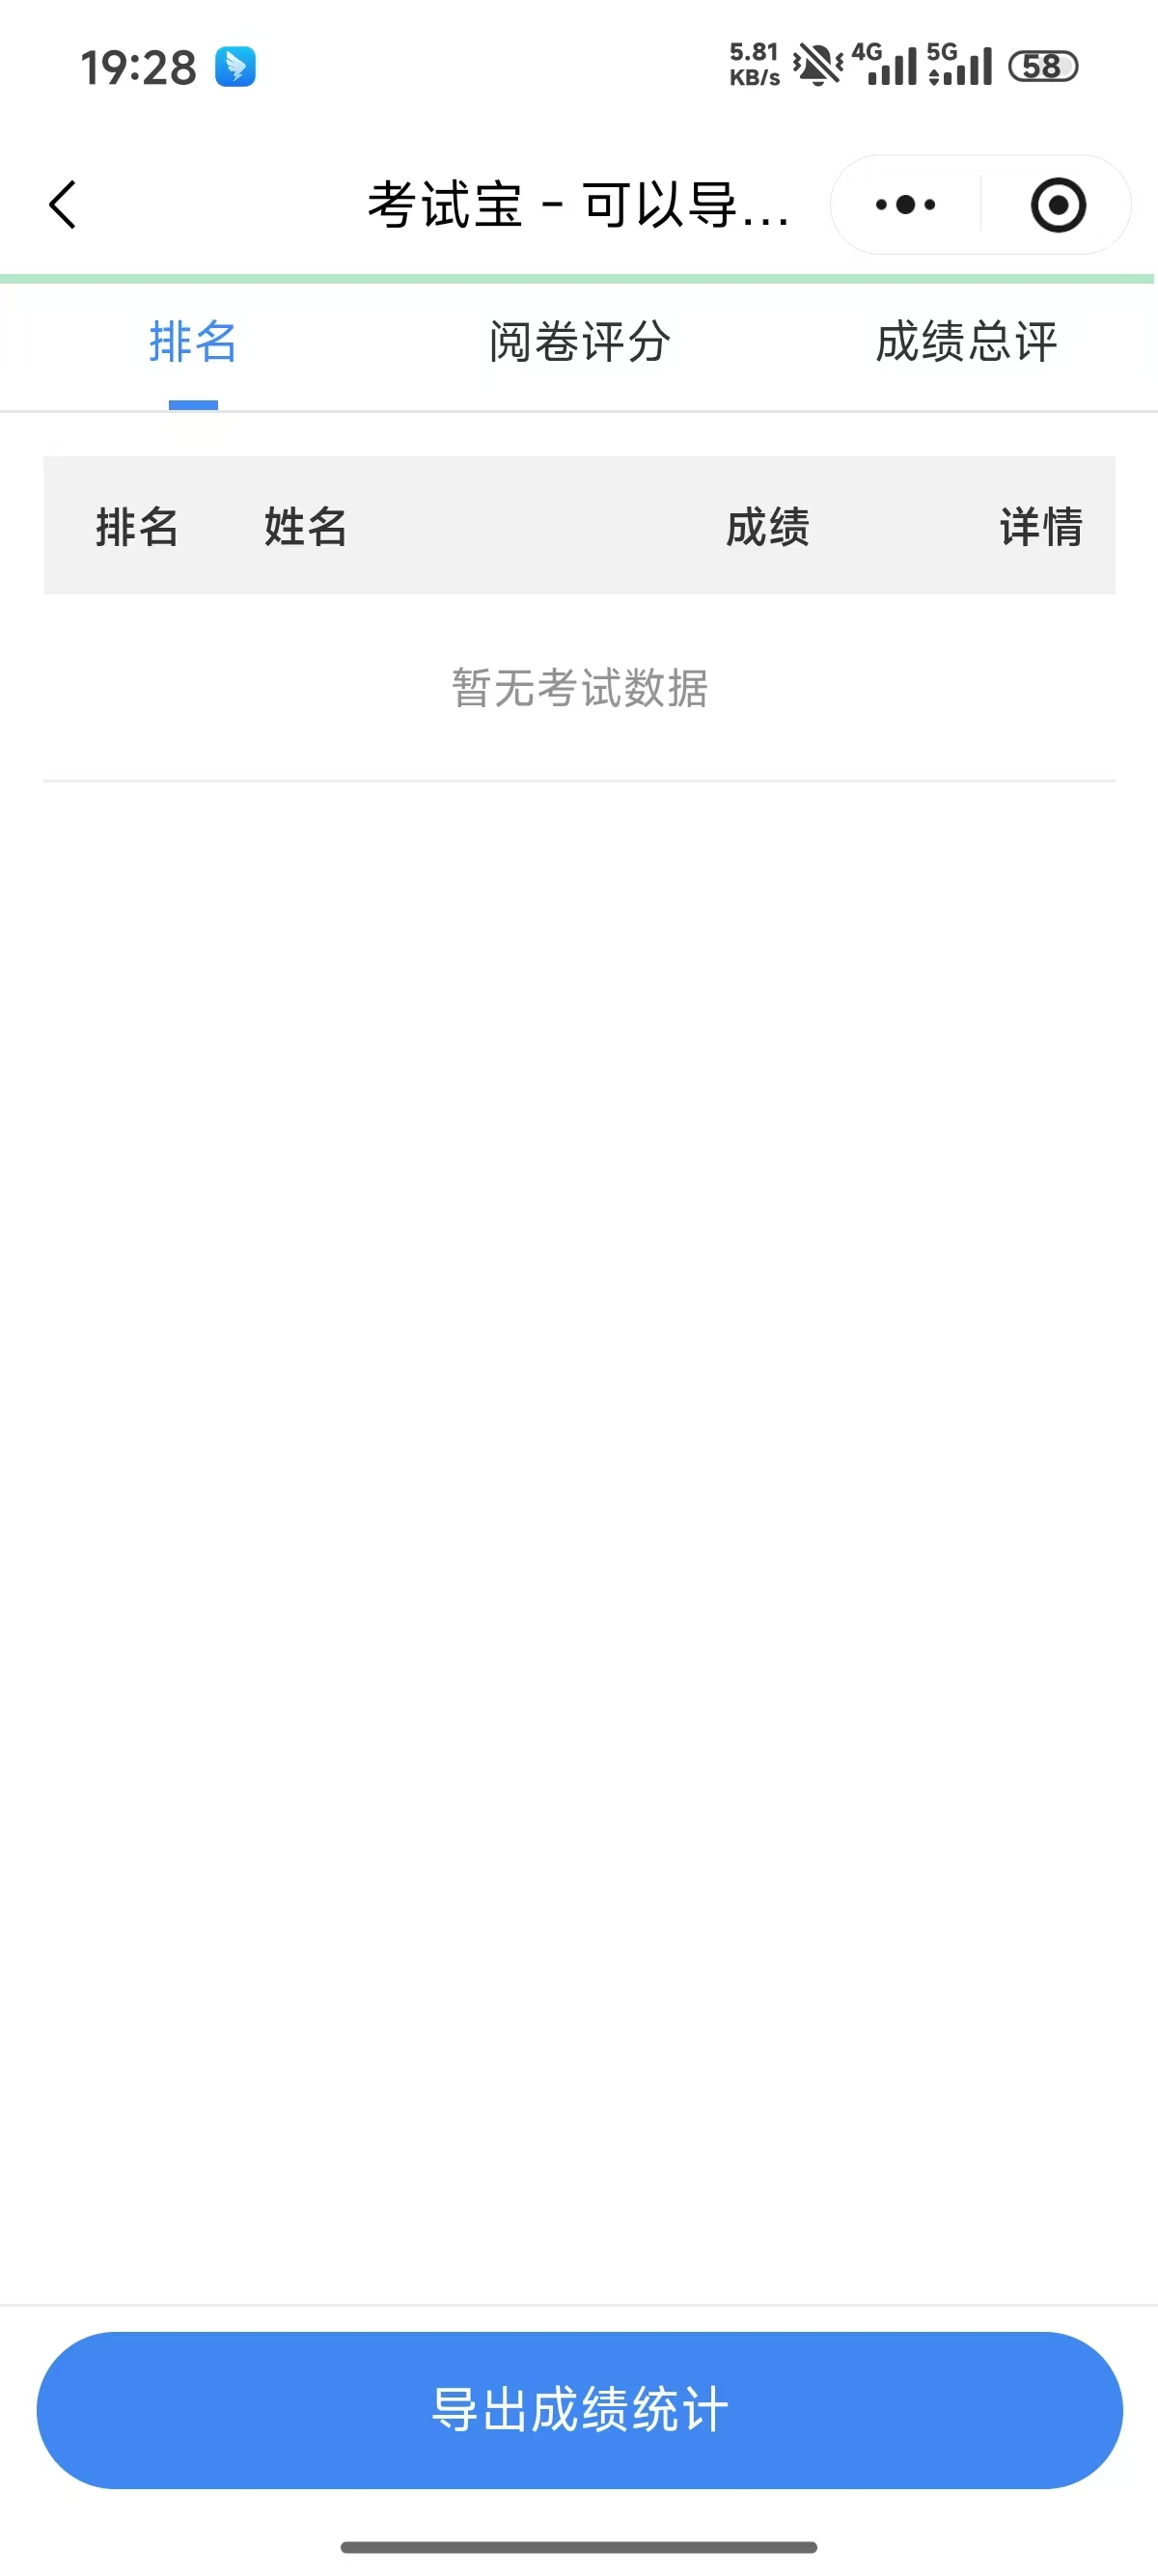 19:28
5.81 KB/s 4G 5G 58
考试宝 - 可以导...
排名 阅卷评分 成绩总评
排名 姓名 成绩 详情
暂无考试数据
导出成绩统计